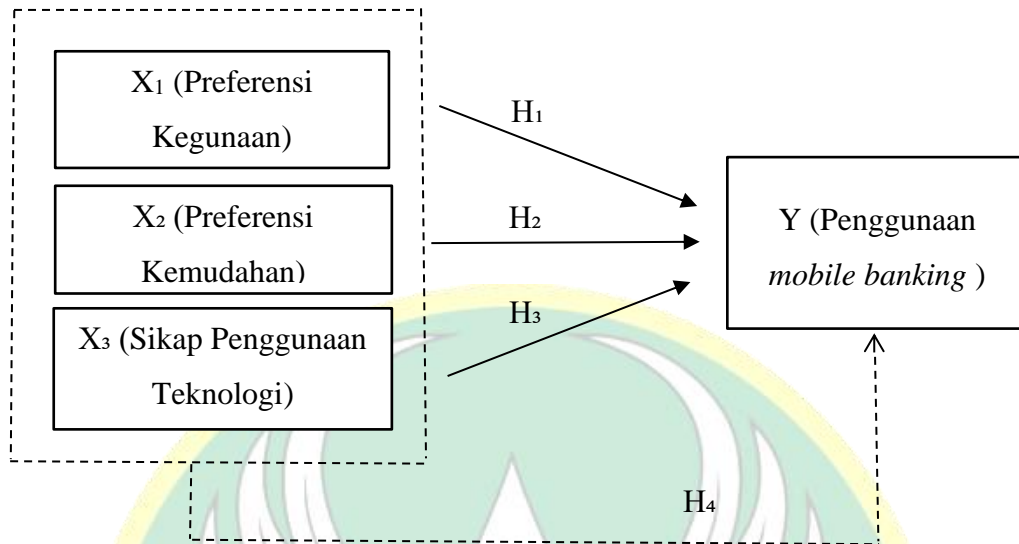 X₁ (Preferensi
Kegunaan)
H₁
X₂ (Preferensi
Kemudahan)
H₂
Y (Penggunaan
mobile banking )
X₃ (Sikap Penggunaan
Teknologi)
H₃
H₄